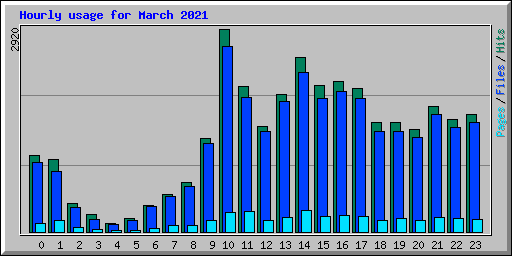 Hourly usage for March 2021
2920
Pages/Files/Hits
0 1 2 3 4 5 6 7 8 9 10 11 12 13 14 15 16 17 18 19 20 21 22 23